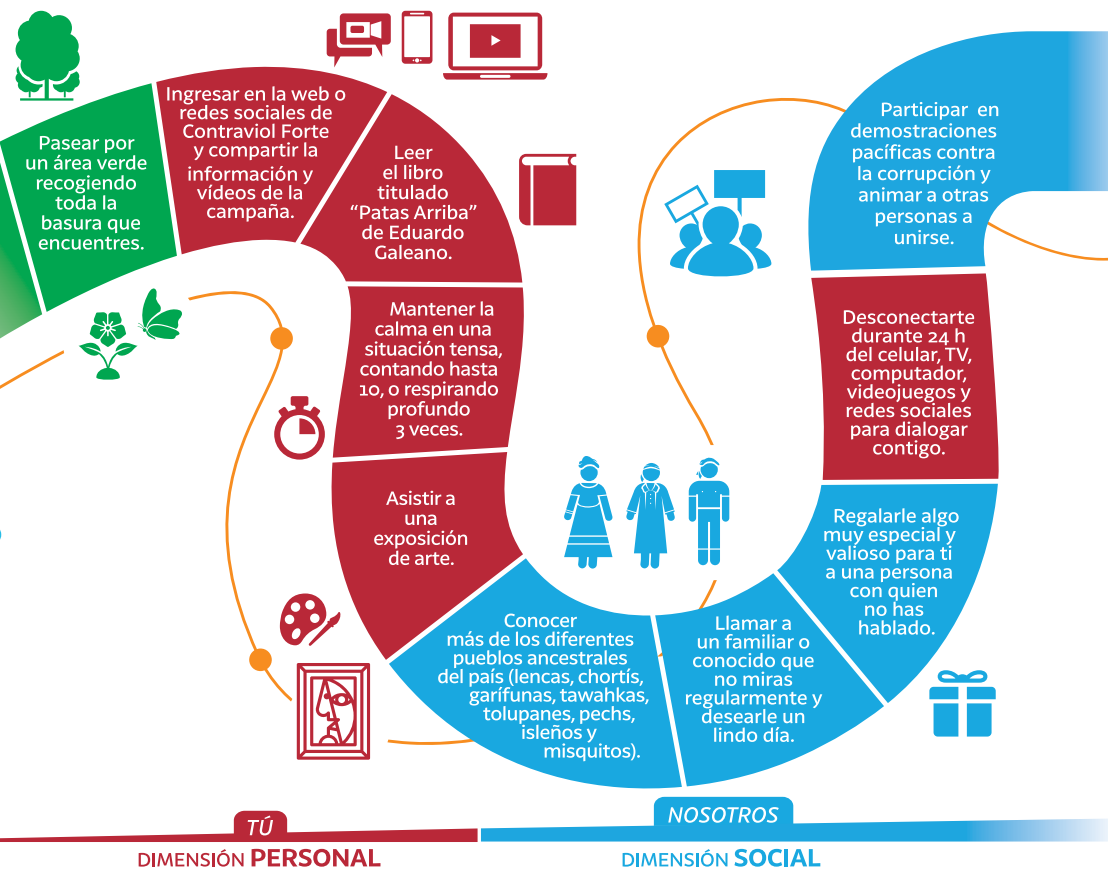 Pasear por
un área verde
recogiendo
toda la
basura que
encuentres.
Ingresar en la web o
redes sociales de
Contraviol Forte
y compartir la
información y
vídeos de la
campaña.
Leer
el libro
titulado
“Patas Arriba”
de Eduardo
Galeano.
Mantener la
calma en una
situación tensa,
contando hasta
10, o respirando
profundo
3 veces.
Asistir a
una
exposición
de arte.
Conocer
más de los diferentes
pueblos ancestrales
del país (lencas, chortís,
garífunas, tawahkas,
tolupanes, pechs,
isleños y
misquitos).
Llamar a
un familiar o
conocido que
no miras
regularmente y
desearle un
lindo día.
Regalarle algo
muy especial y
valioso para ti
a una persona
con quien
no has
hablado.
Desconectarte
durante 24 h
del celular, TV,
computador,
videojuegos y
redes sociales
para dialogar
contigo.
Participar en
demostraciones
pacíficas contra
la corrupción y
animar a otras
personas a
unirse.
TÚ
DIMENSIÓN PERSONAL
NOSOTROS
DIMENSIÓN SOCIAL